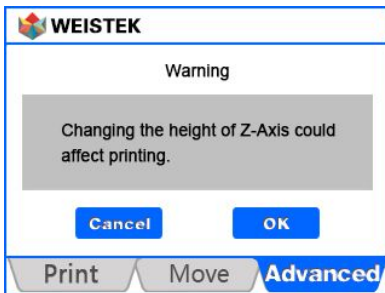 WEISTEK
Warning
Changing the height of Z-Axis could
affect printing.
Cancel OK
Print Move Advanced